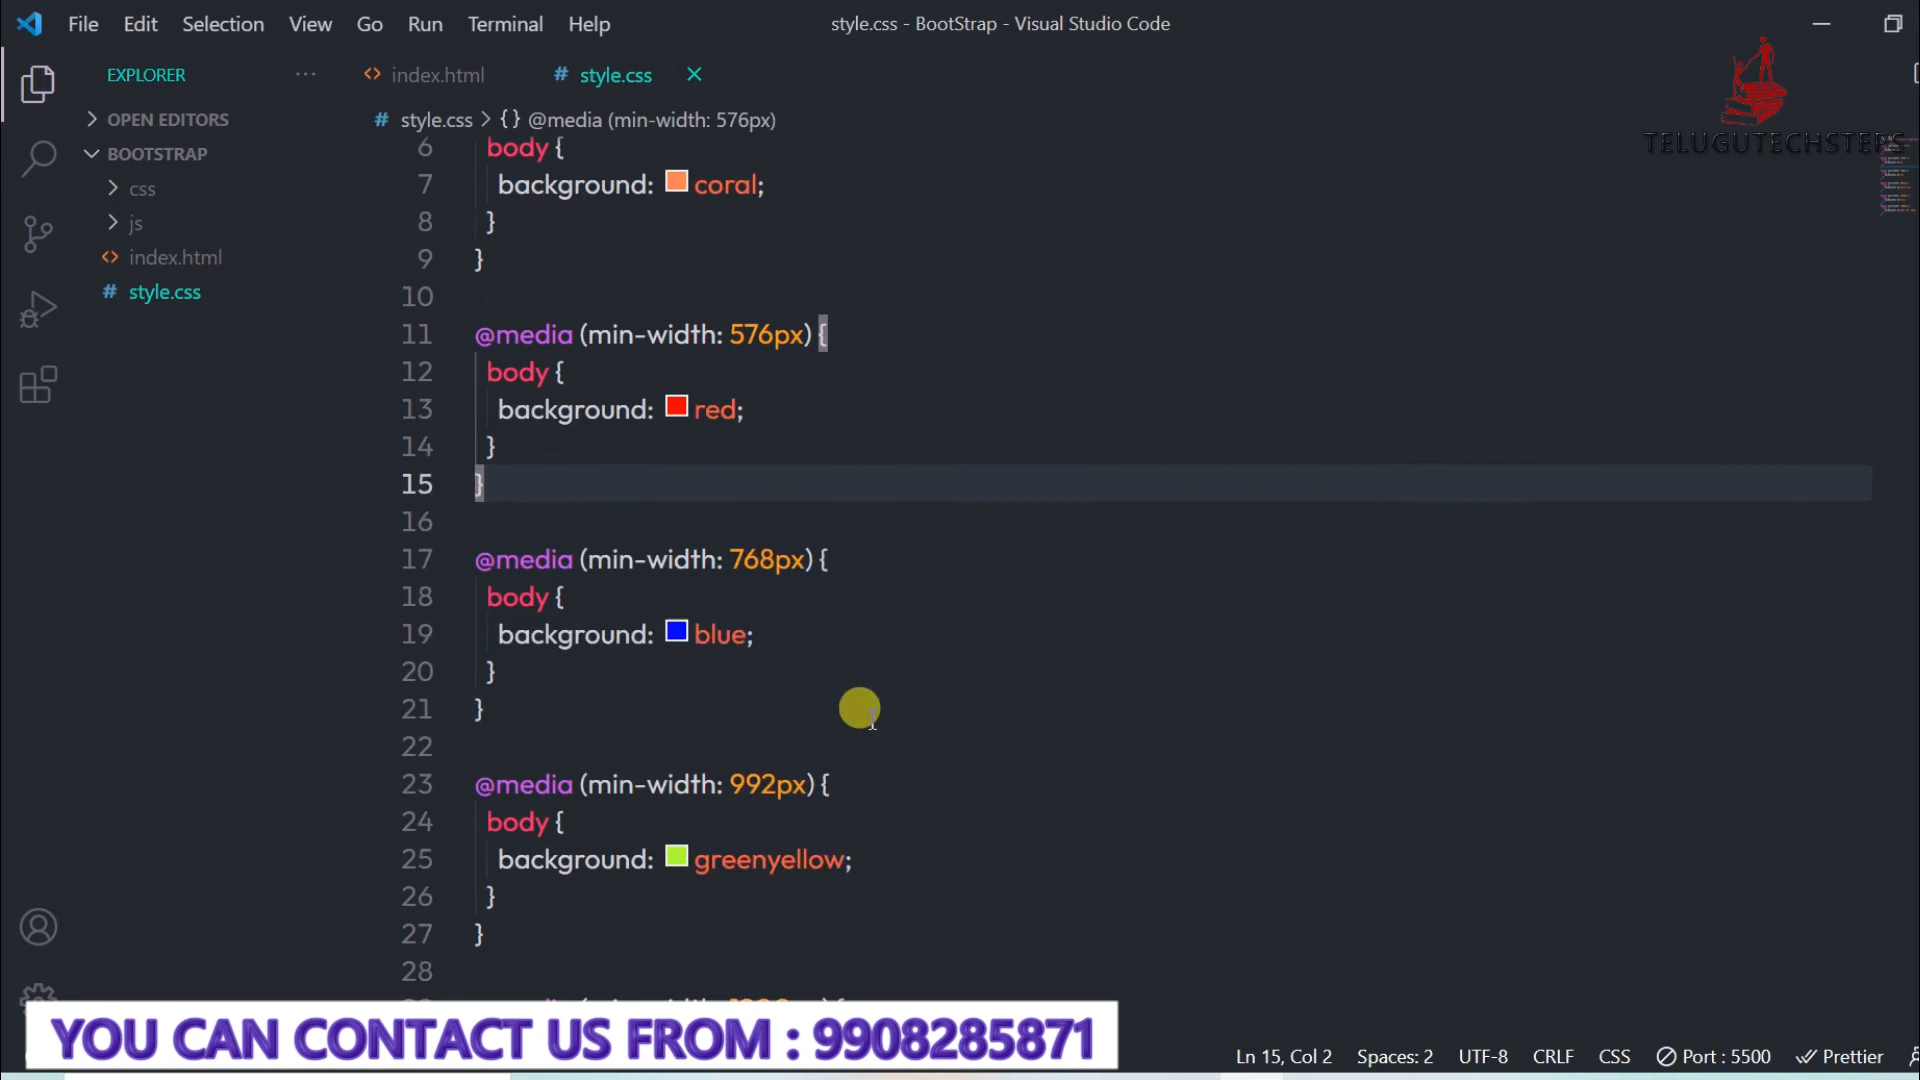 File Edit Selection View Go Run Terminal Help
style.css - BootStrap - Visual Studio Code
EXPLORER
index.html
# style.css
TELUGUTECHSTERS
OPEN EDITORS
# style.css > {} @media (min-width: 576px)
BOOTSTRAP
css
js
index.html
# style.css
6 body {
7 background: coral;
8 }
9 }
10
11 @media (min-width: 576px) {
12 body {
13 background: red;
14 }
15 }
16
17 @media (min-width: 768px) {
18 body {
19 background: blue;
20 }
21 }
22
23 @media (min-width: 992px) {
24 body {
25 background: greenyellow;
26 }
27 }
28
YOU CAN CONTACT US FROM : 9908285871
Ln 15, Col 2 Spaces: 2 UTF-8 CRLF CSS Port : 5500 Prettier